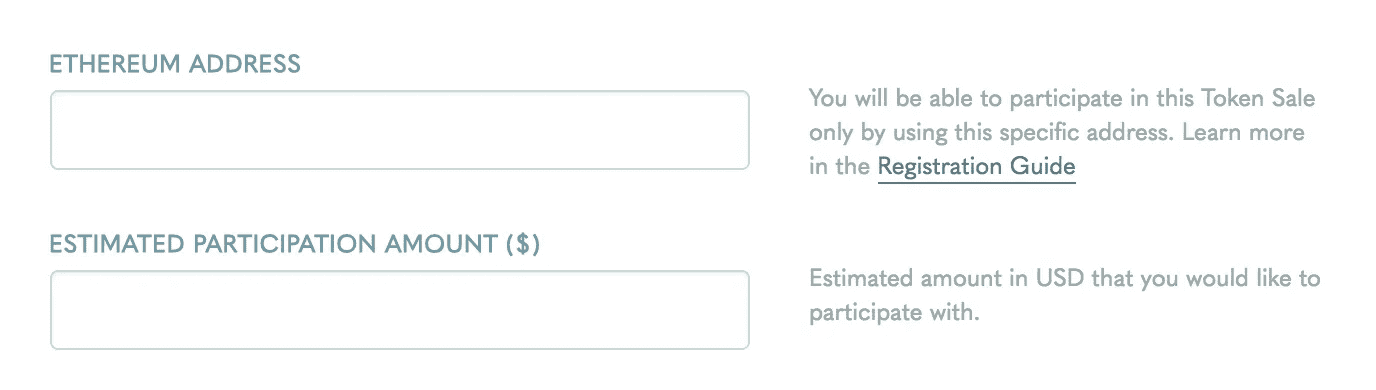 ETHEREUM ADDRESS
You will be able to participate in this Token Sale
only by using this specific address. Learn more
in the Registration Guide
ESTIMATED PARTICIPATION AMOUNT ($)
Estimated amount in USD that you would like to
participate with.